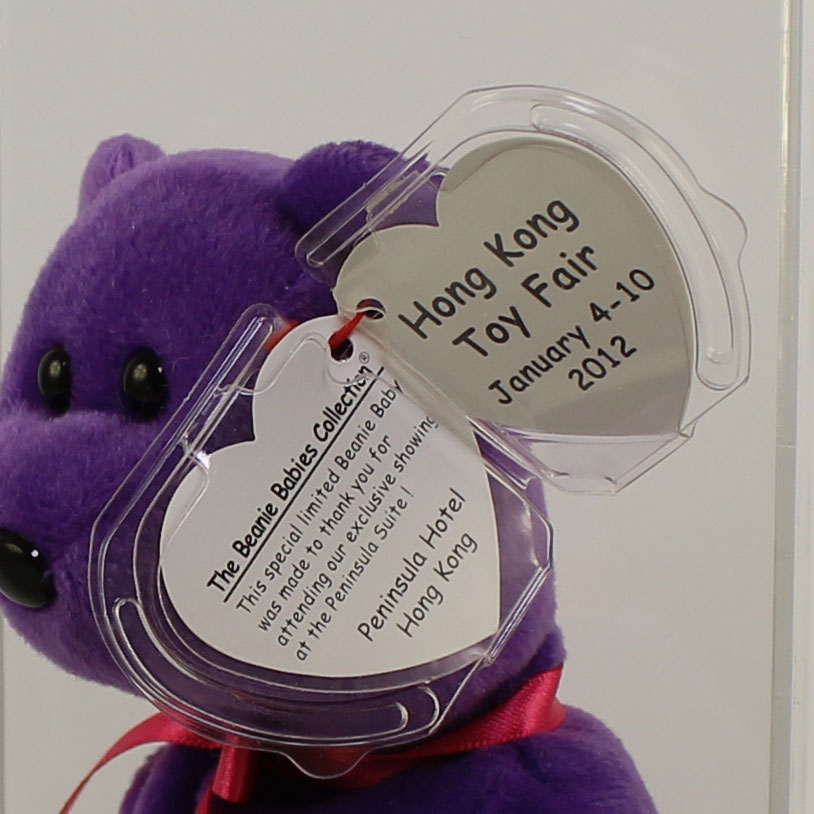 Hong Kong
Toy Fair
January 4-10
2012
The Beanie Babies Collection®
This special limited Beanie Baby
was made to thank you for
attending our exclusive showing
at the Peninsula Suite!
Peninsula Hotel
Hong Kong